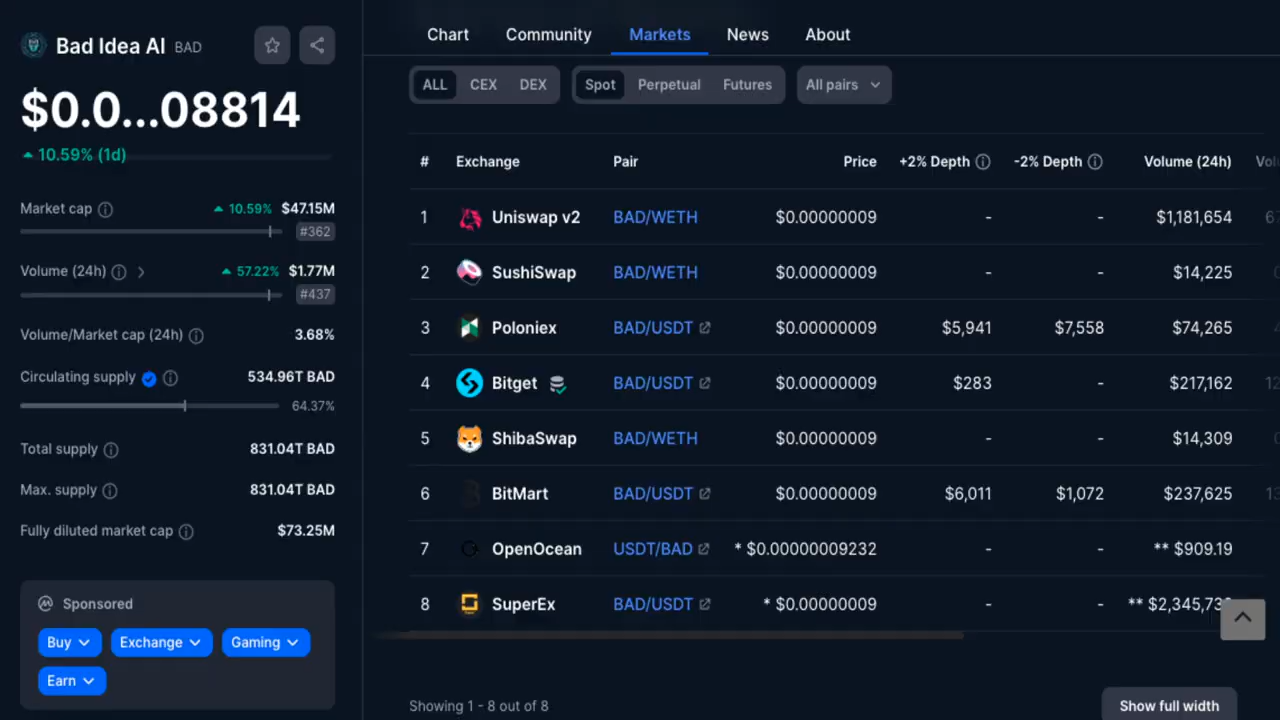 Bad Idea AI BAD
$0.0...08814
10.59% (1d)
Market cap 10.59% $47.15M
#362
Volume (24h) 57.22% $1.77M
#437
Volume/Market cap (24h) 3.68%
Circulating supply 534.96T BAD
64.37%
Total supply 831.04T BAD
Max. supply 831.04T BAD
Fully diluted market cap $73.25M
Sponsored
Buy Exchange Gaming
Earn
Chart Community Markets News About
ALL CEX DEX Spot Perpetual Futures All pairs
# Exchange Pair Price +2% Depth -2% Depth Volume (24h)
1 Uniswap v2 BAD/WETH $0.00000009 - - $1,181,654
2 SushiSwap BAD/WETH $0.00000009 - - $14,225
3 Poloniex BAD/USDT $0.00000009 $5,941 $7,558 $74,265
4 Bitget BAD/USDT $0.00000009 $283 - $217,162
5 ShibaSwap BAD/WETH $0.00000009 - - $14,309
6 BitMart BAD/USDT $0.00000009 $6,011 $1,072 $237,625
7 OpenOcean USDT/BAD * $0.00000009232 - - ** $909.19
8 SuperEx BAD/USDT * $0.00000009 - - **
Showing 1 - 8 out of 8
Show full width